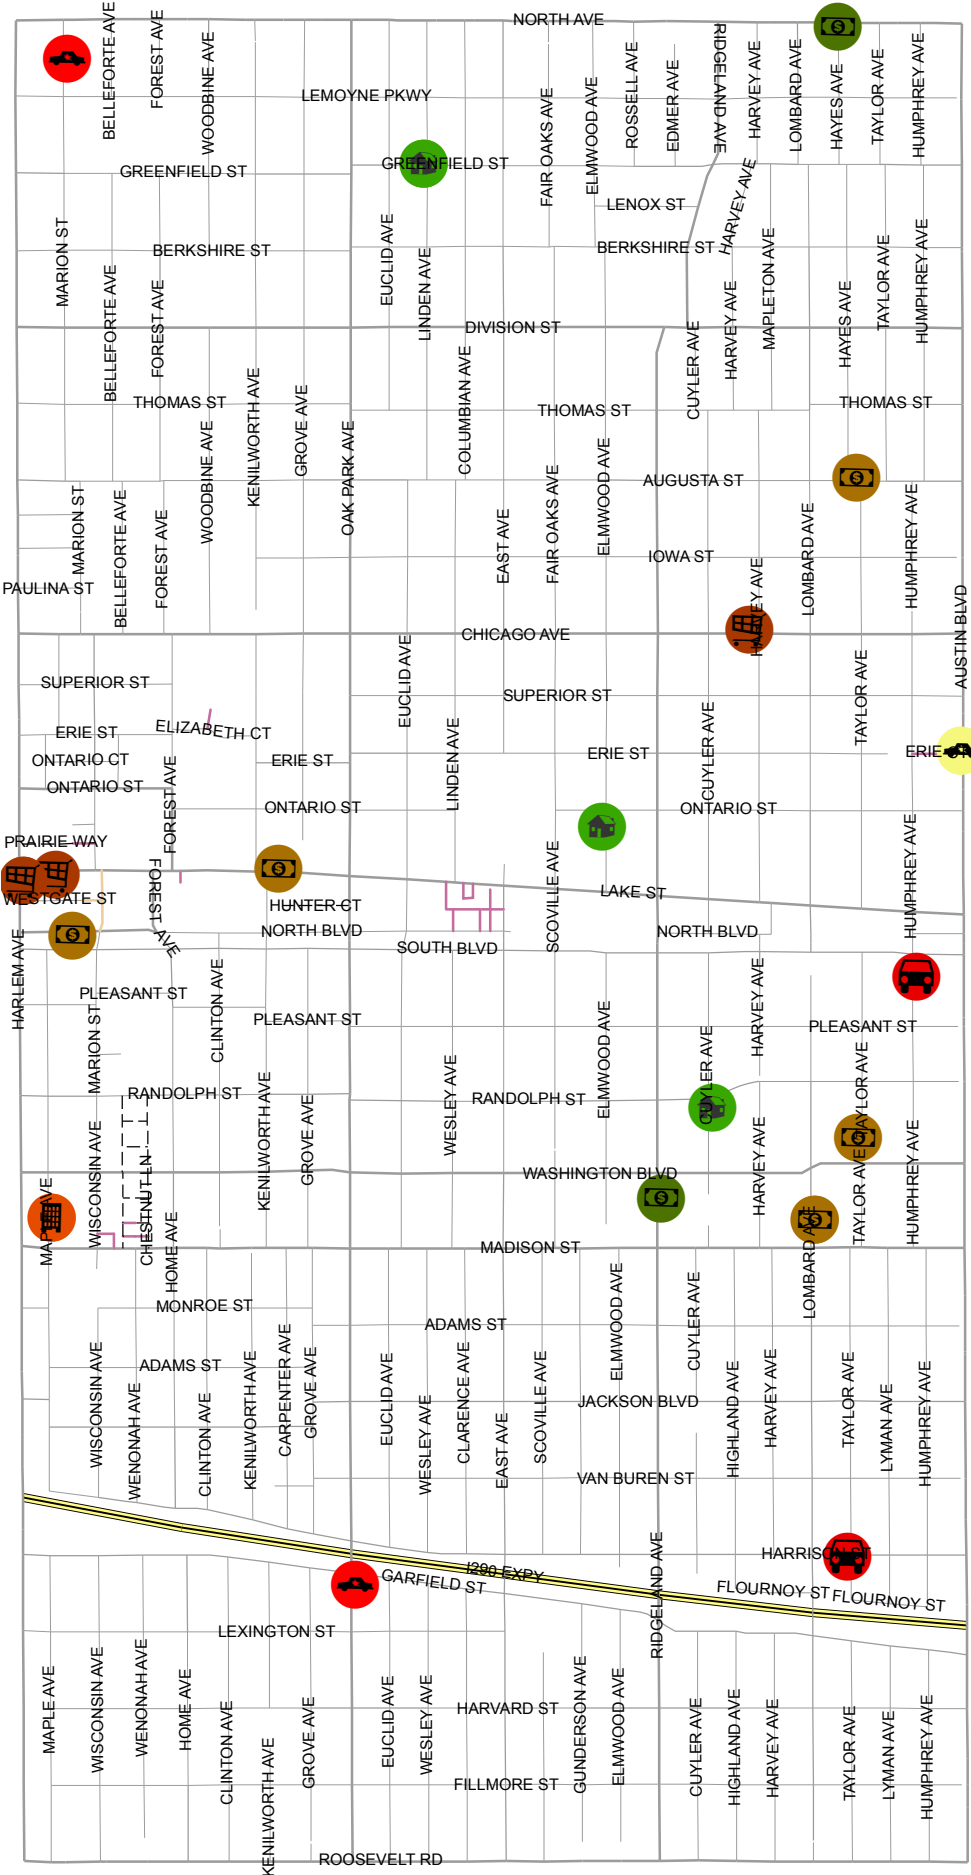 NORTH AVE
BELLEFORTE AVE
FOREST AVE
WOODBINE AVE
RIDGELAND AVE
HARVEY AVE
LOMBARD AVE
HAYES AVE
TAYLOR AVE
HUMPHREY AVE
ROSSELL AVE
EDMER AVE
ELMWOOD AVE
FAIR OAKS AVE
LEMOYNE PKWY
GREENFIELD ST
GREENFIELD ST
LENOX ST
HARVEY AVE
MARION ST
BERKSHIRE ST
EUCLID AVE
LINDEN AVE
BERKSHIRE ST
MAPLETON AVE
TAYLOR AVE
HUMPHREY AVE
BELLEFORTE AVE
FOREST AVE
HARVEY AVE
HAYES AVE
DIVISION ST
CUYLER AVE
COLUMBIAN AVE
THOMAS ST
KENILWORTH AVE
GROVE AVE
THOMAS ST
THOMAS ST
WOODBINE AVE
OAK PARK AVE
ELMWOOD AVE
FAIR OAKS AVE
AUGUSTA ST
MARION ST
BELLEFORTE AVE
FOREST AVE
EAST AVE
LOMBARD AVE
HUMPHREY AVE
IOWA ST
HARVEY AVE
PAULINA ST
AUSTIN BLVD
CHICAGO AVE
EUCLID AVE
TAYLOR AVE
SUPERIOR ST
SUPERIOR ST
CUYLER AVE
LINDEN AVE
ERIE ST
ELIZABETH CT
ERIE ST
ERIE ST
ERIE ST
ONTARIO CT
ONTARIO ST
FOREST AVE
ONTARIO ST
ONTARIO ST
HUMPHREY AVE
PRAIRIE WAY
SCOVILLE AVE
FOREST AVE
LAKE ST
WESTGATE ST
HUNTER CT
NORTH BLVD
NORTH BLVD
HARLEM AVE
SOUTH BLVD
CLINTON AVE
HARVEY AVE
PLEASANT ST
PLEASANT ST
PLEASANT ST
MARION ST
ELMWOOD AVE
CUYLER AVE
TAYLOR AVE
WESLEY AVE
RANDOLPH ST
RANDOLPH ST
KENILWORTH AVE
GROVE AVE
HARVEY AVE
TAYLOR AVE
HUMPHREY AVE
WISCONSIN AVE
CHESTNUT LN
WASHINGTON BLVD
MAPLE AVE
HOME AVE
LOMBARD AVE
MADISON ST
ELMWOOD AVE
CUYLER AVE
MONROE ST
ADAMS ST
CARPENTER AVE
ADAMS ST
WISCONSIN AVE
WENONAH AVE
CLINTON AVE
KENILWORTH AVE
GROVE AVE
EUCLID AVE
WESLEY AVE
CLARENCE AVE
EAST AVE
SCOVILLE AVE
JACKSON BLVD
HIGHLAND AVE
HARVEY AVE
TAYLOR AVE
LYMAN AVE
HUMPHREY AVE
VAN BUREN ST
RIDGELAND AVE
HARRISON ST
I290 EXPY
GARFIELD ST
FLOURNOY ST
FLOURNOY ST
LEXINGTON ST
MAPLE AVE
WISCONSIN AVE
WENONAH AVE
HOME AVE
CLINTON AVE
KENILWORTH AVE
GROVE AVE
EUCLID AVE
WESLEY AVE
HARVARD ST
GUNDERSON AVE
ELMWOOD AVE
CUYLER AVE
HIGHLAND AVE
HARVEY AVE
TAYLOR AVE
LYMAN AVE
HUMPHREY AVE
FILLMORE ST
ROOSEVELT RD